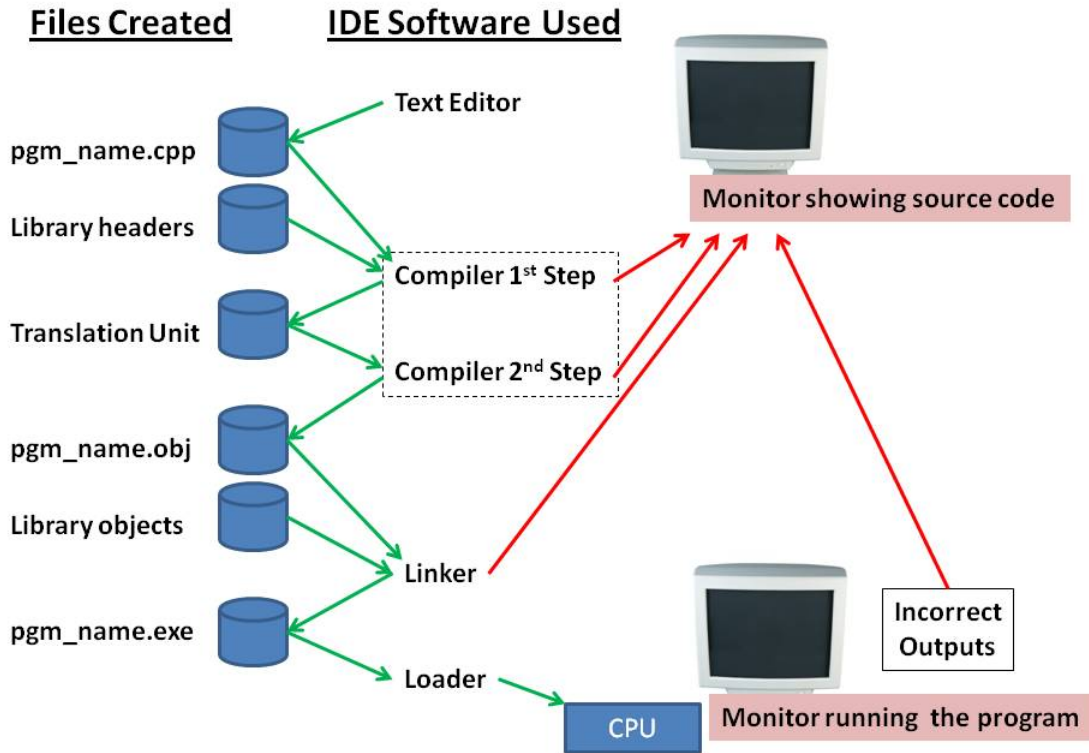 Files Created
IDE Software Used
Text Editor
pgm_name.cpp
Library headers
Monitor showing source code
Compiler 1st Step
Translation Unit
Compiler 2nd Step
pgm_name.obj
Library objects
Linker
pgm_name.exe
Incorrect
Outputs
Loader
CPU
Monitor running the program